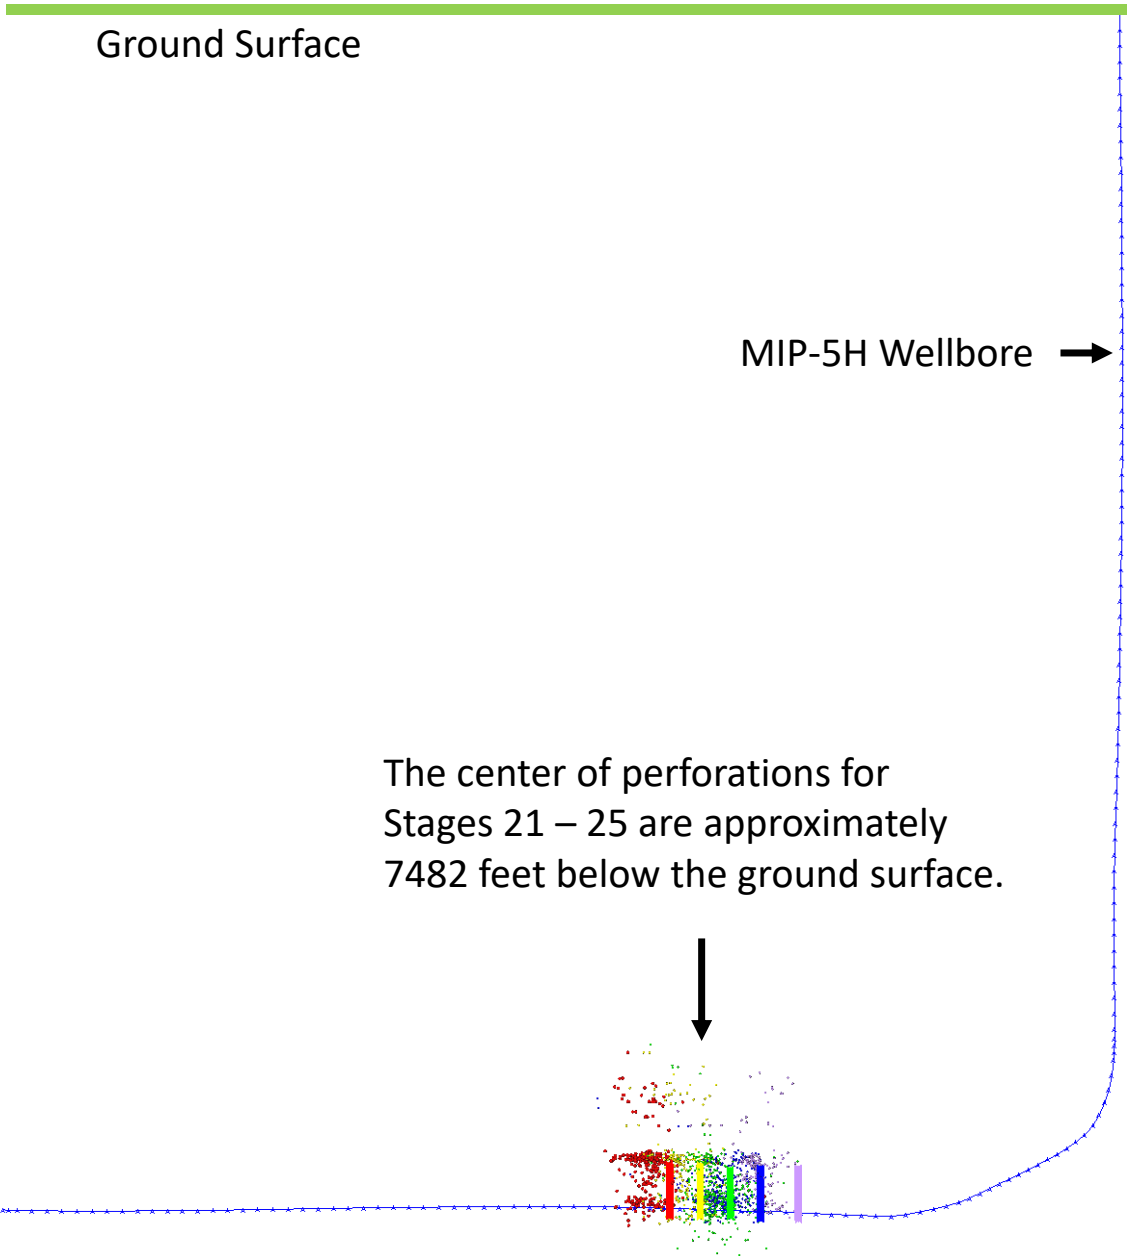 Ground Surface
MIP-5H Wellbore
The center of perforations for
Stages 21 – 25 are approximately
7482 feet below the ground surface.